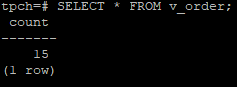 tpch=# SELECT * FROM v_order;
 count
-------
    15
(1 row)